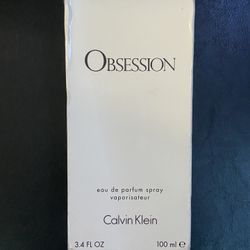 OBSESSION
eau de parfum spray
vaporisateur
Calvin Klein
3.4 FL OZ 100 ml e